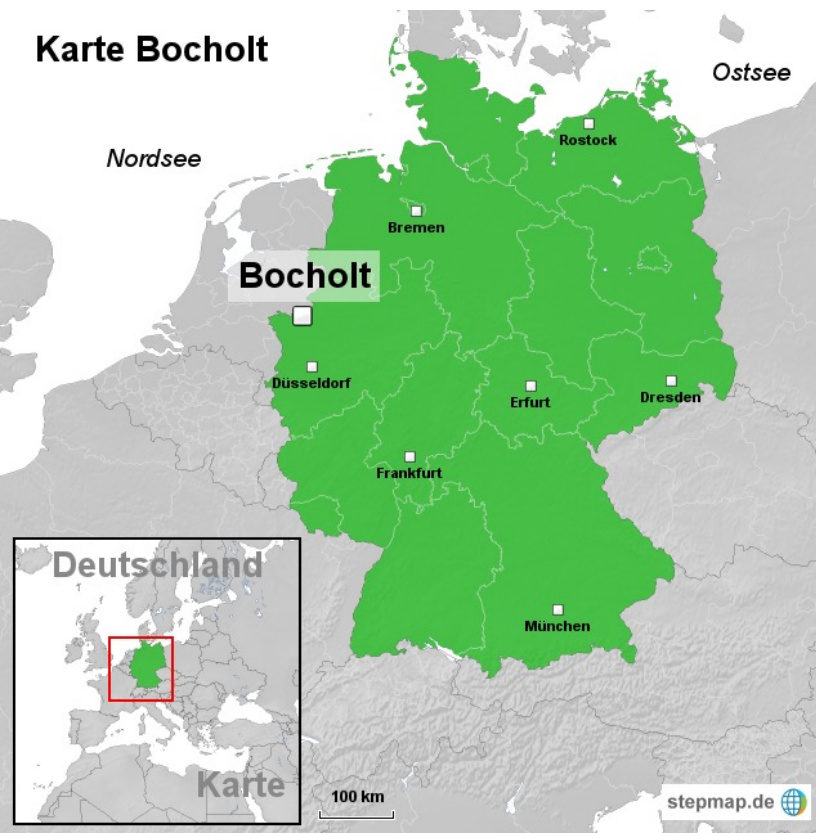 Karte Bocholt
Ostsee
Nordsee
Rostock
Bremen
Bocholt
Düsseldorf
Erfurt
Dresden
Frankfurt
Deutschland
München
Karte
100 km
stepmap.de